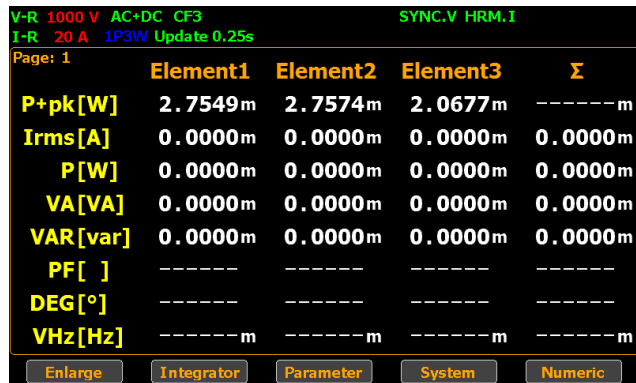 V-R 1000 V AC+DC CF3 SYNC.V HRM.I
I-R 20 A 1P3W Update 0.25s
Page: 1
Element1 Element2 Element3 Σ
P+pk[W] 2.7549m 2.7574m 2.0677m ------m
Irms[A] 0.0000m 0.0000m 0.0000m 0.0000m
P[W] 0.0000m 0.0000m 0.0000m 0.0000m
VA[VA] 0.0000m 0.0000m 0.0000m 0.0000m
VAR[var] 0.0000m 0.0000m 0.0000m 0.0000m
PF[ ] ------ ------ ------
DEG[°] ------ ------ ------
VHz[Hz] ------m ------m ------m ------m
Enlarge Integrator Parameter System Numeric